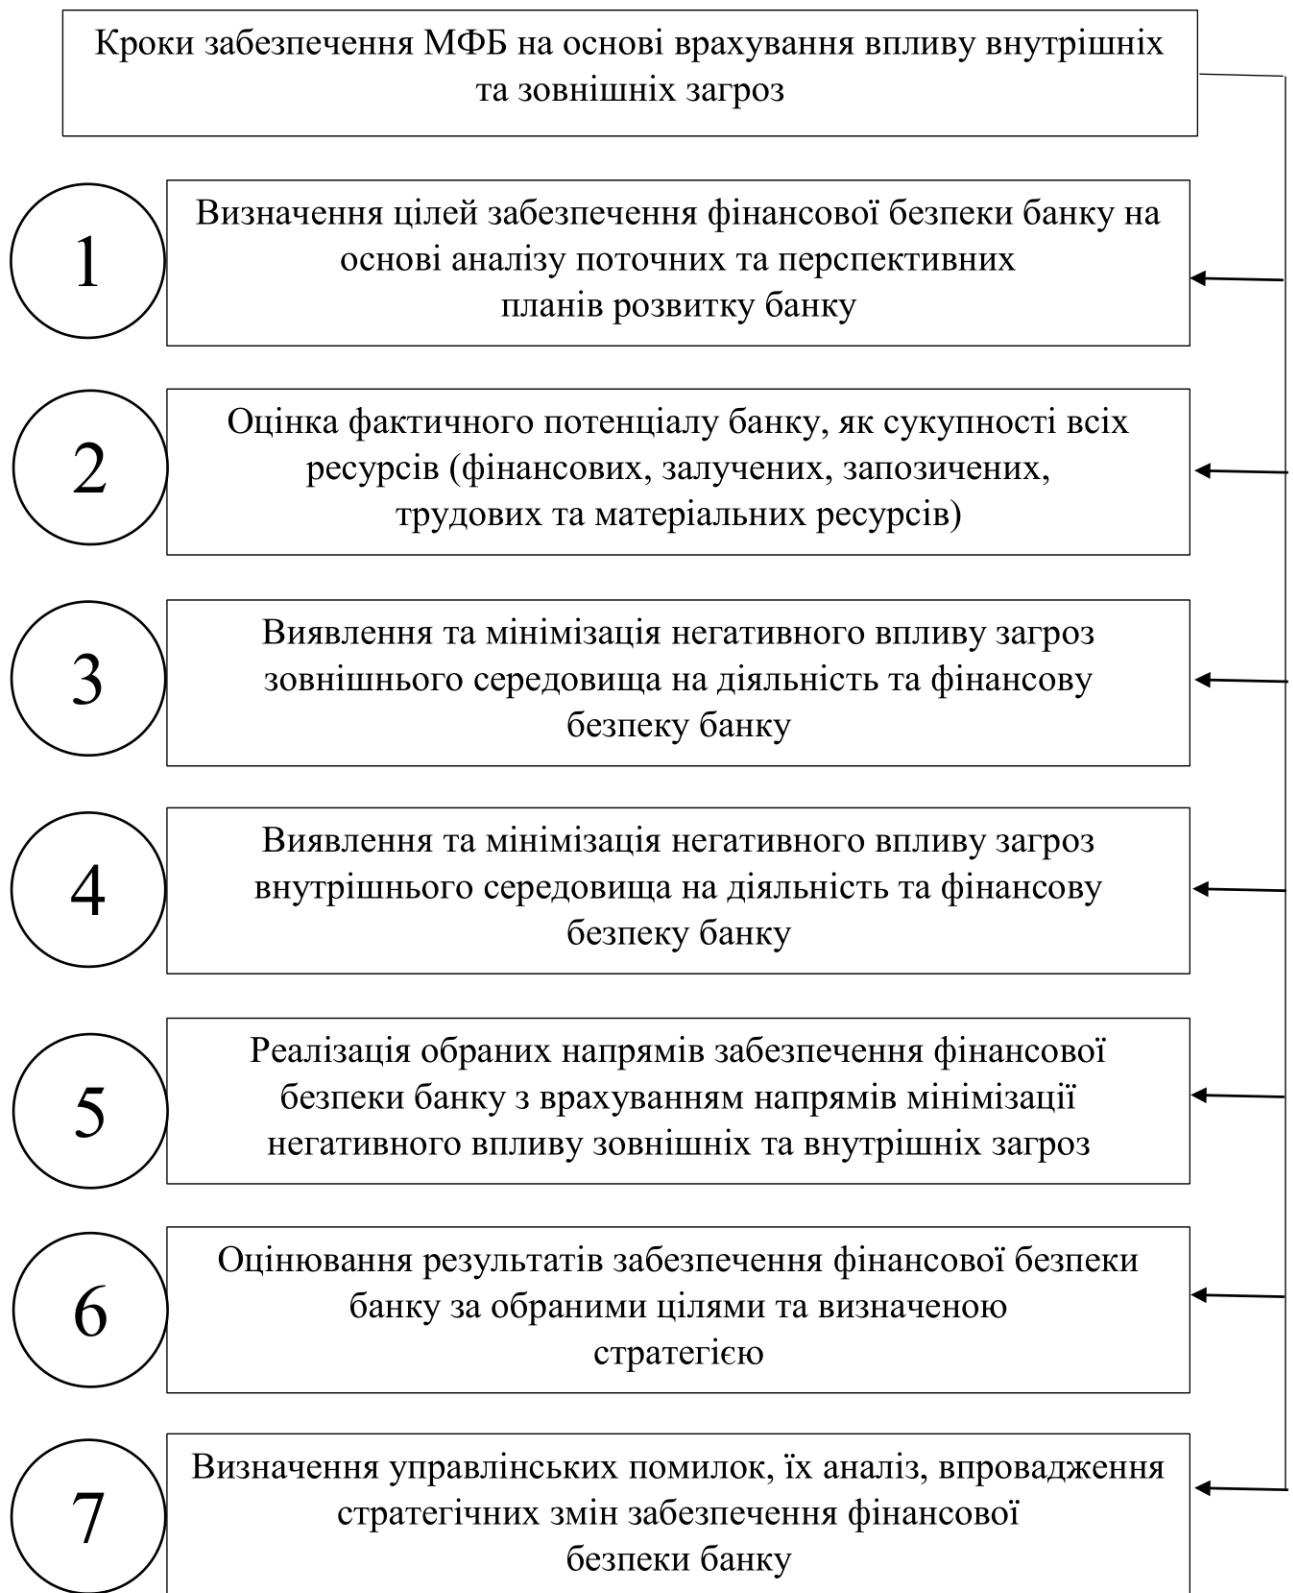 Кроки забезпечення МФБ на основі врахування впливу внутрішніх
та зовнішніх загроз
1
Визначення цілей забезпечення фінансової безпеки банку на
основі аналізу поточних та перспективних
планів розвитку банку
2
Оцінка фактичного потенціалу банку, як сукупності всіх
ресурсів (фінансових, залучених, запозичених,
трудових та матеріальних ресурсів)
3
Виявлення та мінімізація негативного впливу загроз
зовнішнього середовища на діяльність та фінансову
безпеку банку
4
Виявлення та мінімізація негативного впливу загроз
внутрішнього середовища на діяльність та фінансову
безпеку банку
5
Реалізація обраних напрямів забезпечення фінансової
безпеки банку з врахуванням напрямів мінімізації
негативного впливу зовнішніх та внутрішніх загроз
6
Оцінювання результатів забезпечення фінансової безпеки
банку за обраними цілями та визначеною
стратегією
7
Визначення управлінських помилок, їх аналіз, впровадження
стратегічних змін забезпечення фінансової
безпеки банку